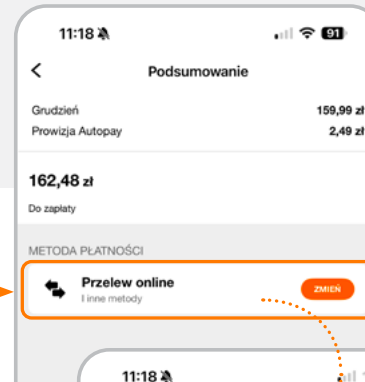 11:18 91
Podsumowanie
Grudzień 159,99 zł
Prowizja Autopay 2,49 zł
162,48 zł
Do zapłaty
METODA PŁATNOŚCI
Przelew online ZMIEŃ
I inne metody
11:18